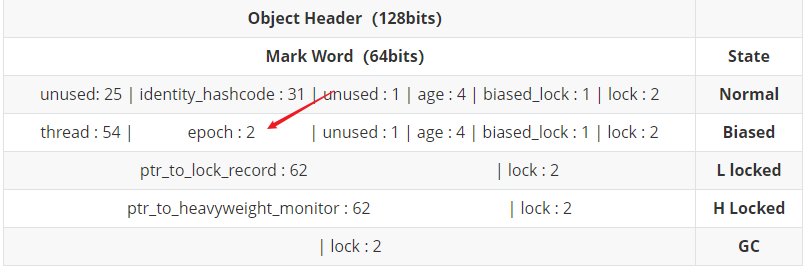 Object Header（128bits）
Mark Word（64bits） State
unused: 25 | identity_hashcode : 31 | unused : 1 | age : 4 | biased_lock : 1 | lock : 2 Normal
thread : 54 | epoch : 2 | unused : 1 | age : 4 | biased_lock : 1 | lock : 2 Biased
ptr_to_lock_record : 62 | lock : 2 L locked
ptr_to_heavyweight_monitor : 62 | lock : 2 H Locked
| lock : 2 GC